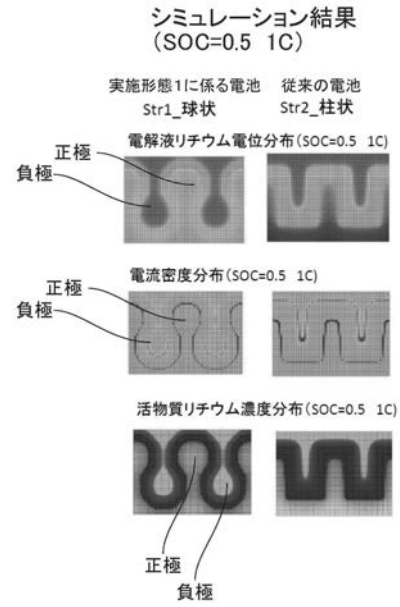 シミュレーション結果
（SOC=0.5 1C）
実施形態1に係る電池 従来の電池
Str1_球状 Str2_柱状
電解液リチウム電位分布（SOC=0.5 1C）
正極
負極
電流密度分布（SOC=0.5 1C）
正極
負極
活物質リチウム濃度分布（SOC=0.5 1C）
正極
負極